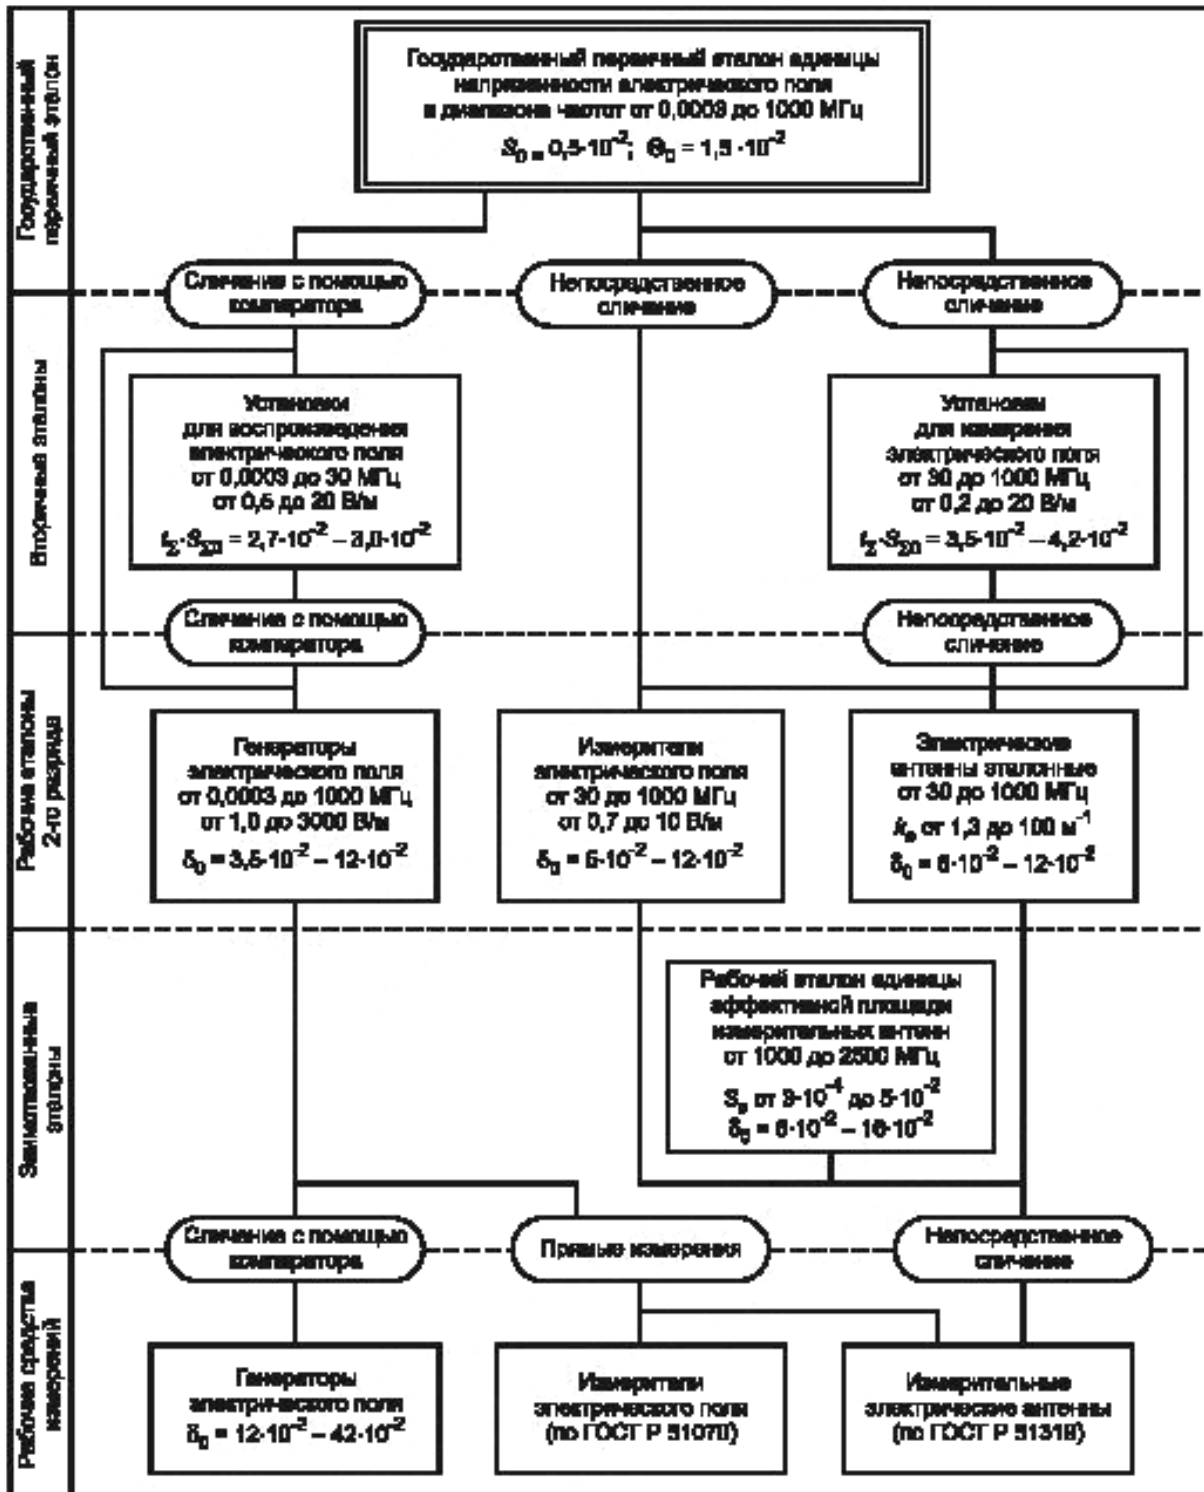 Государственный
первичный эталон
Государственный первичный эталон единицы
напряженности электрического поля
в диапазоне частот от 0,0003 до 1000 МГц
S₀ = 0,5·10⁻²; Θ₀ = 1,5·10⁻²
Сличение с помощью
компаратора
Непосредственное
сличение
Непосредственное
сличение
Вторичные эталоны
Установки
для воспроизведения
электрического поля
от 0,0003 до 30 МГц
от 0,5 до 20 В/м
t_Σ·S_Σ0 = 2,7·10⁻² – 3,0·10⁻²
Установки
для измерения
электрического поля
от 30 до 1000 МГц
от 0,2 до 20 В/м
t_Σ·S_Σ0 = 3,5·10⁻² – 4,2·10⁻²
Сличение с помощью
компаратора
Непосредственное
сличение
Рабочие эталоны
2-го разряда
Генераторы
электрического поля
от 0,0003 до 1000 МГц
от 1,0 до 3000 В/м
δ₀ = 3,5·10⁻² – 12·10⁻²
Измерители
электрического поля
от 30 до 1000 МГц
от 0,7 до 10 В/м
δ₀ = 6·10⁻² – 12·10⁻²
Электрические
антенны эталонные
от 30 до 1000 МГц
от 1,3 до 100 м⁻¹
δ₀ = 6·10⁻² – 12·10⁻²
Заимствованные
эталоны
Рабочий эталон единицы
эффективной площади
измерительных антенн
от 1000 до 2500 МГц
от 3·10⁻⁴ до 5·10⁻²
δ₀ = 6·10⁻² – 16·10⁻²
Сличение с помощью
компаратора
Прямые измерения
Непосредственное
сличение
Рабочие средства
измерений
Генераторы
электрического поля
δ₀ = 12·10⁻² – 42·10⁻²
Измерители
электрического поля
(по ГОСТ Р 51070)
Измерительные
электрические антенны
(по ГОСТ Р 51319)